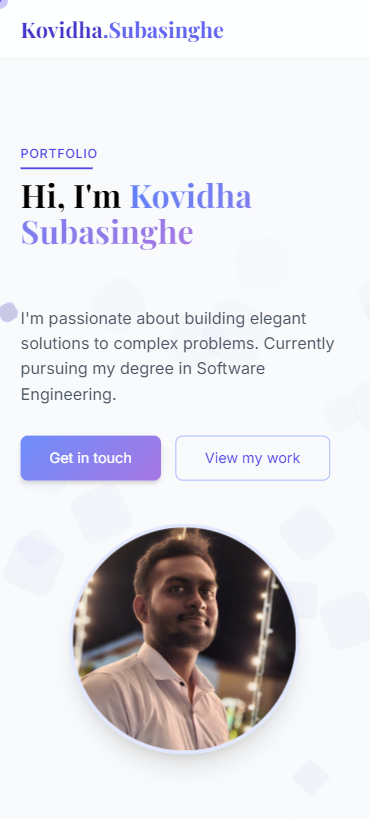 Kovidha.Subasinghe
PORTFOLIO
Hi, I'm Kovidha
Subasinghe
I'm passionate about building elegant
solutions to complex problems. Currently
pursuing my degree in Software
Engineering.
Get in touch
View my work